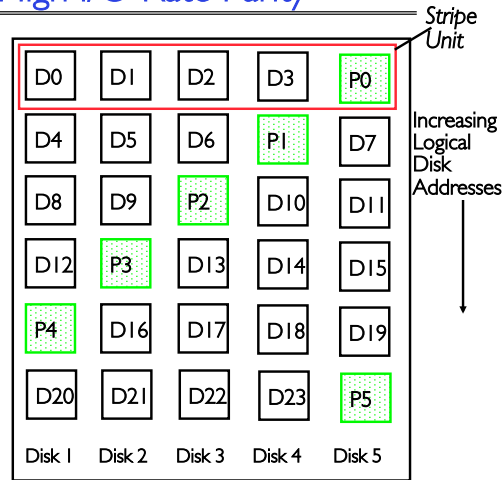 High I/O Rate Parity
Stripe
Unit
D0 D1 D2 D3 P0
D4 D5 D6 P1 D7
D8 D9 P2 D10 D11
D12 P3 D13 D14 D15
P4 D16 D17 D18 D19
D20 D21 D22 D23 P5
Disk 1 Disk 2 Disk 3 Disk 4 Disk 5
Increasing
Logical
Disk
Addresses